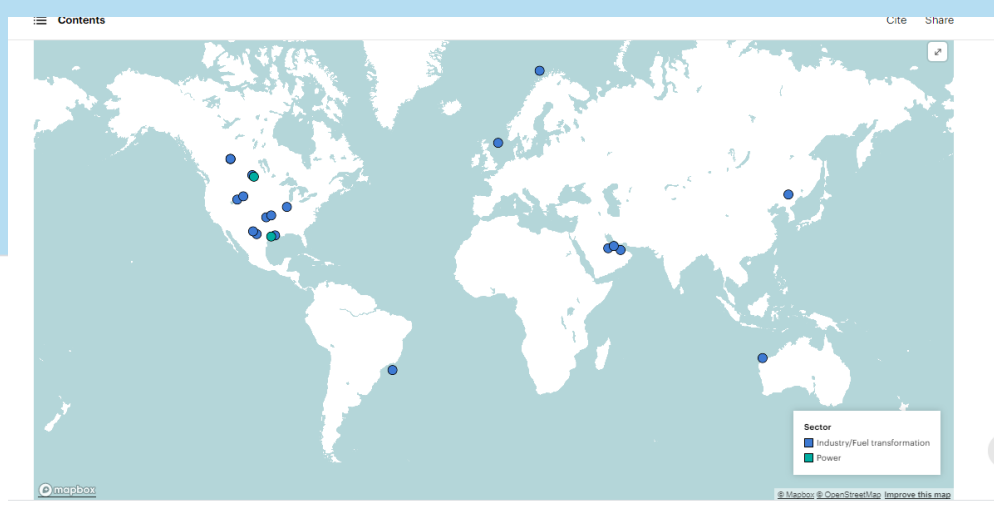 Contents
Cite Share
Sector
Industry/Fuel transformation
Power
mapbox
© Mapbox © OpenStreetMap Improve this map